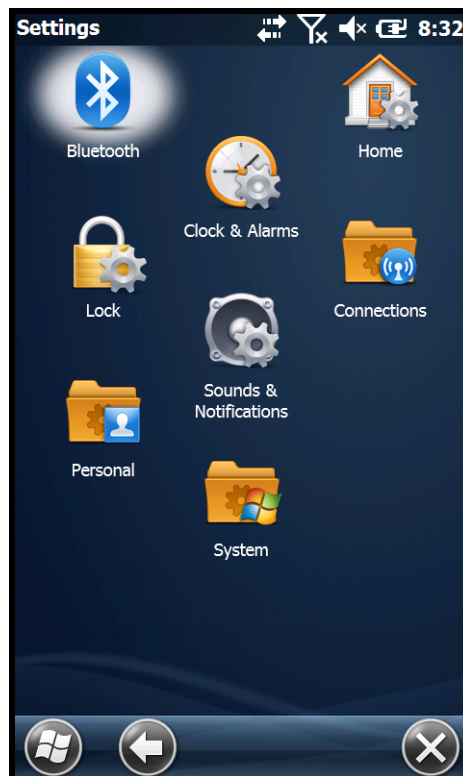 Settings 8:32
Bluetooth
Home
Clock & Alarms
Lock
Connections
Sounds &
Notifications
Personal
System